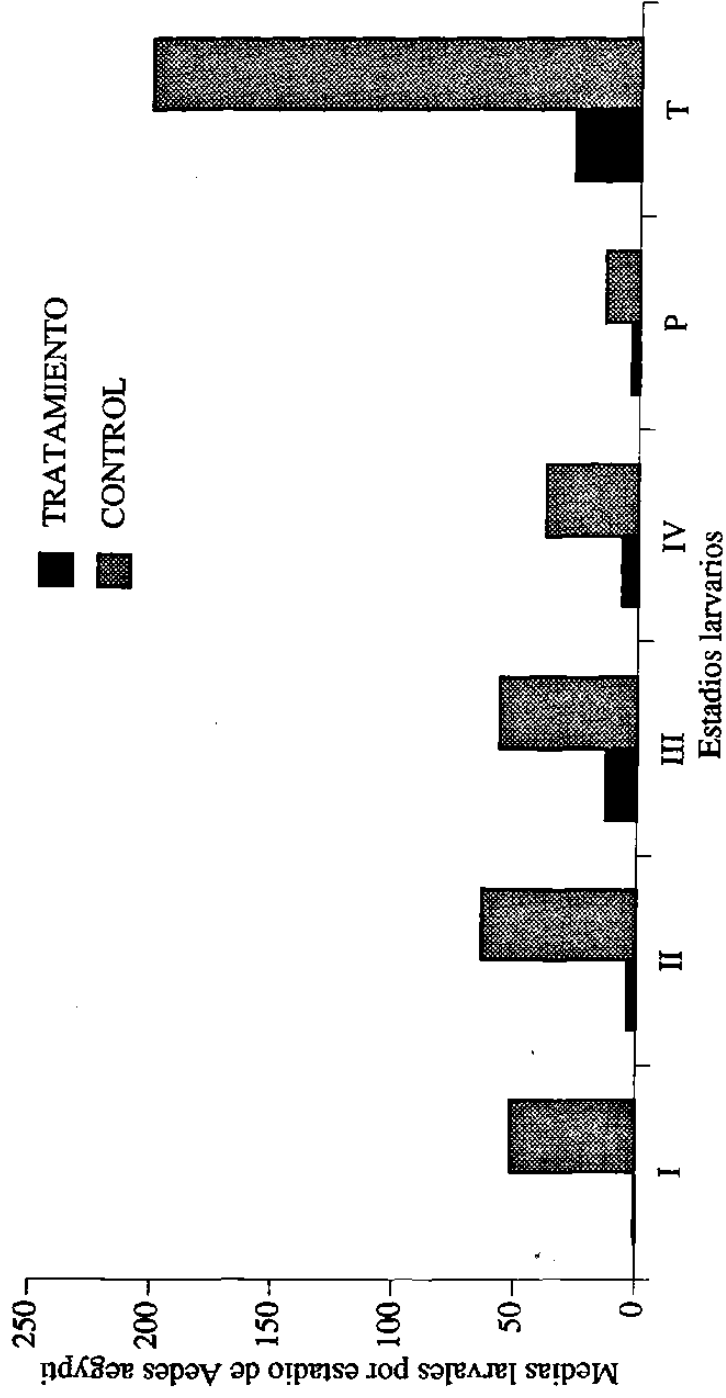 Medias larvales por estadio de Aedes aegypti
250
200
150
100
50
0
TRATAMIENTO
CONTROL
I
II
III
IV
P
T
Estadios larvarios